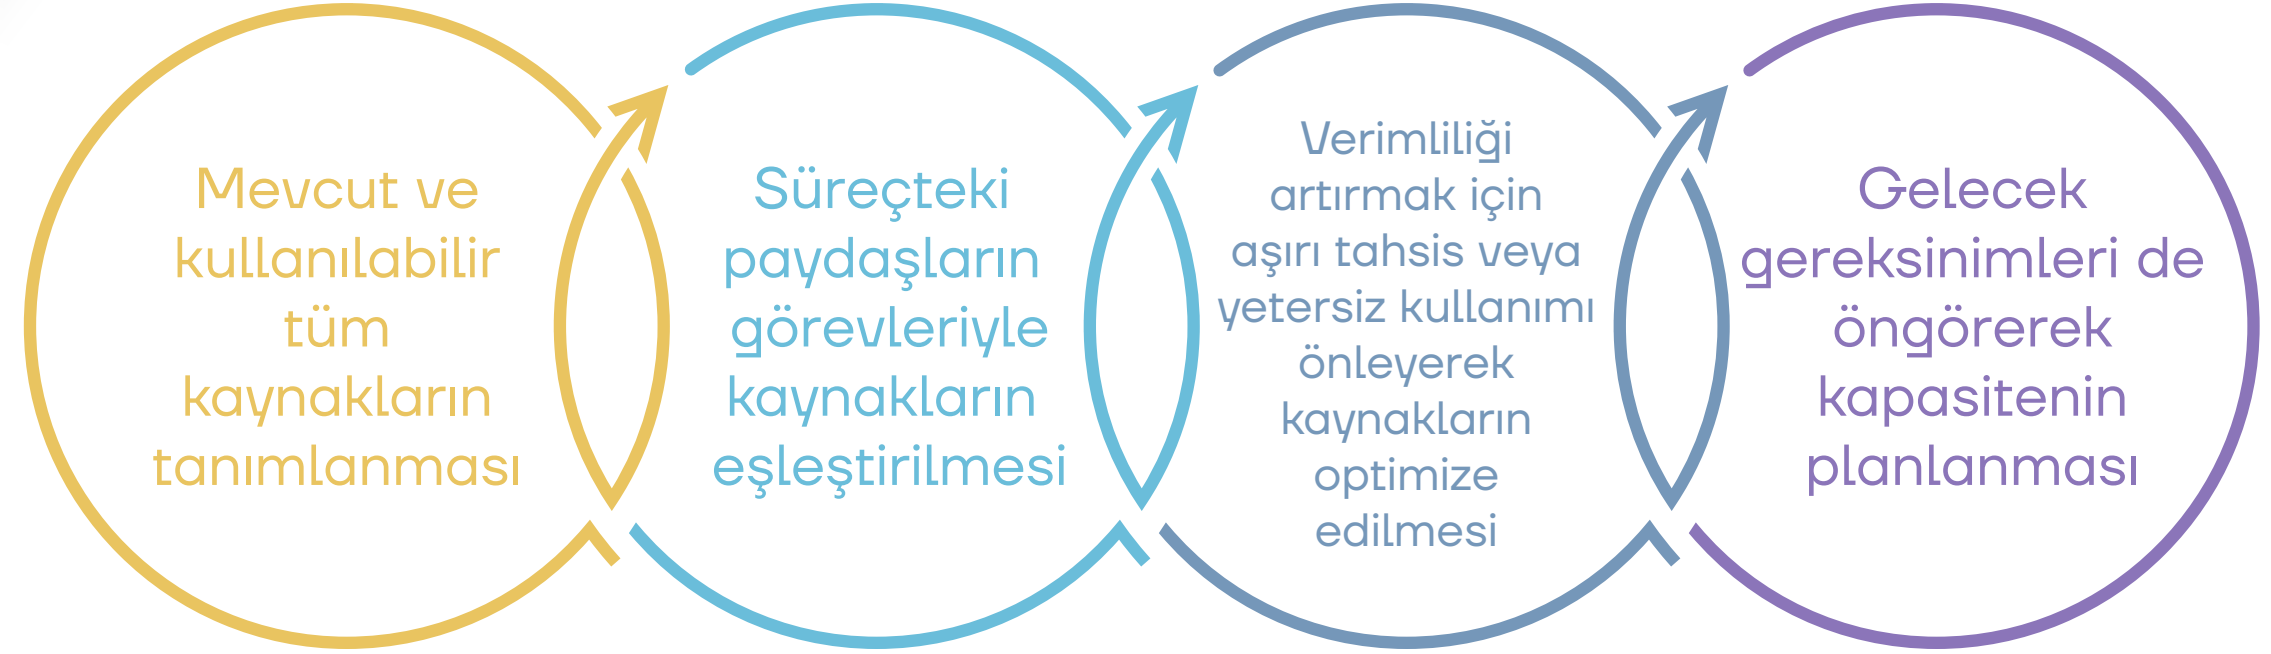 Mevcut ve
kullanılabilir
tüm
kaynakların
tanımlanması
Süreçteki
paydaşların
görevleriyle
kaynakların
eşleştirilmesi
Verimliliği
artırmak için
aşırı tahsis veya
yetersiz kullanımı
önleyerek
kaynakların
optimize
edilmesi
Gelecek
gereksinimleri de
öngörerek
kapasitenin
planlanması